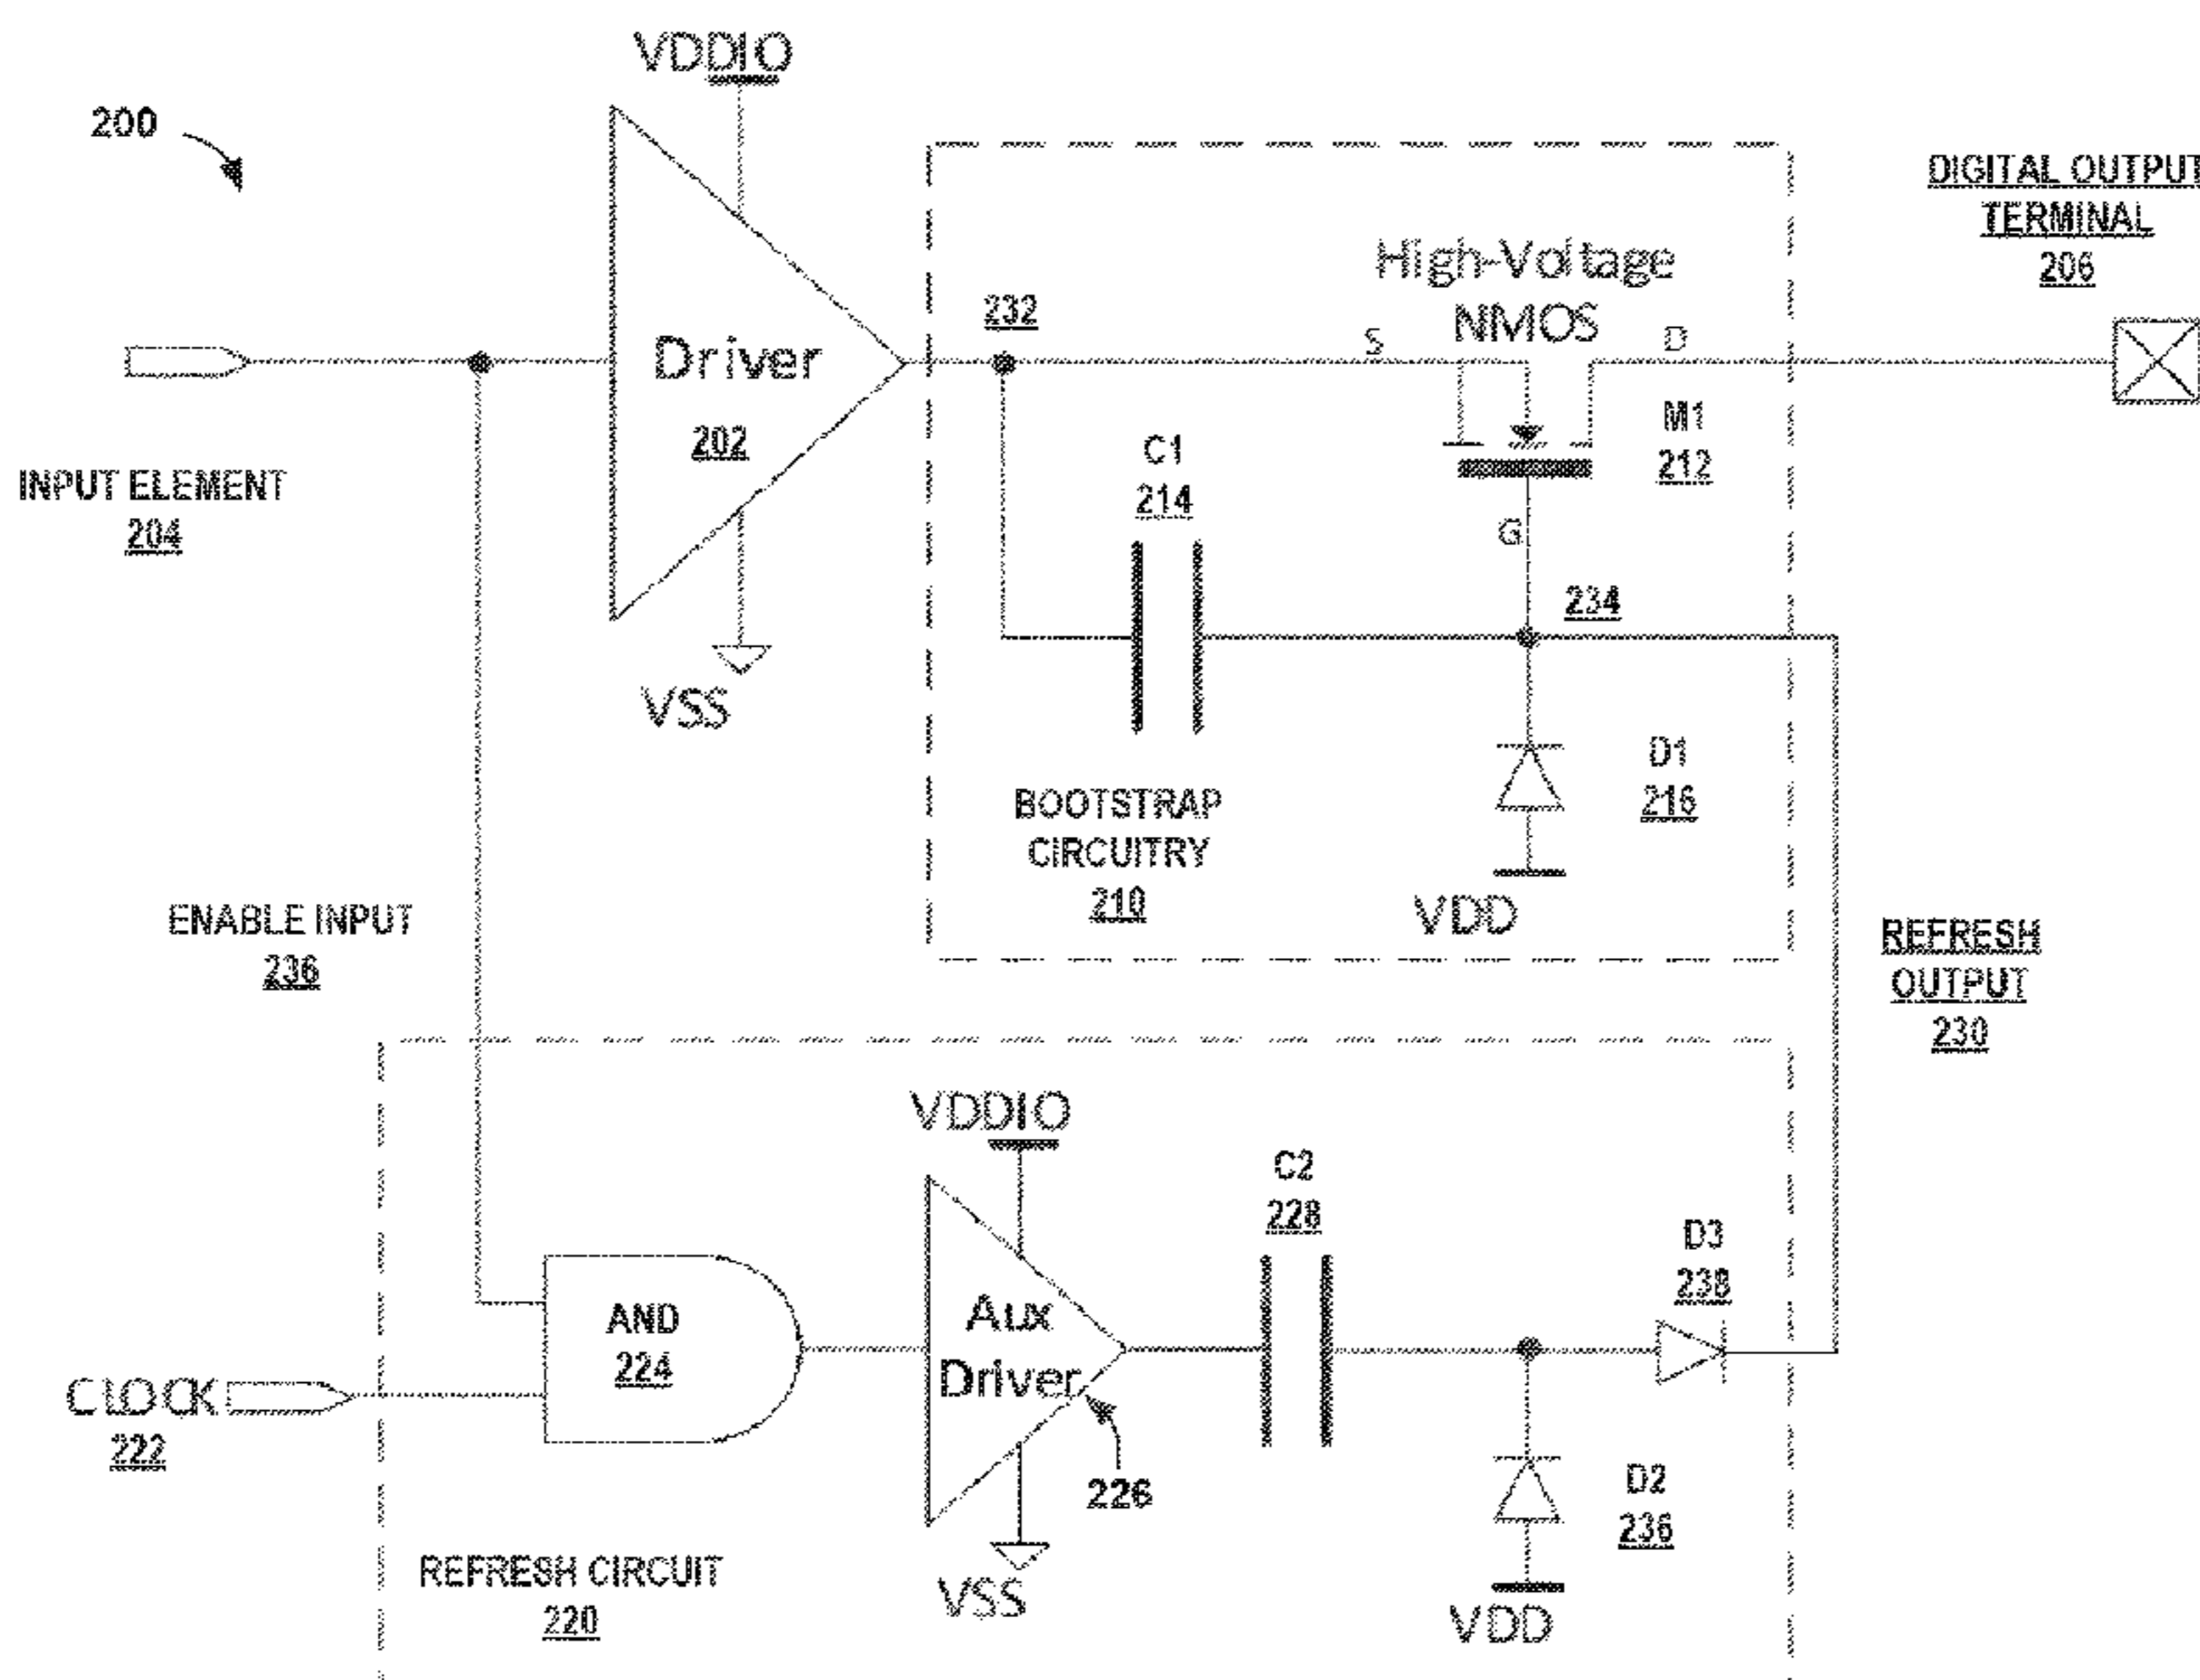 200
VDDIO
Driver
202
VSS
INPUT ELEMENT
204
232
High-Voltage
NMOS
S
D
G
M1
212
C1
214
234
D1
216
VDD
BOOTSTRAP
CIRCUITRY
210
DIGITAL OUTPUT
TERMINAL
206
ENABLE INPUT
236
REFRESH
OUTPUT
230
CLOCK
222
AND
224
VDDIO
Aux
Driver
226
VSS
C2
228
D3
238
D2
236
VDD
REFRESH CIRCUIT
220